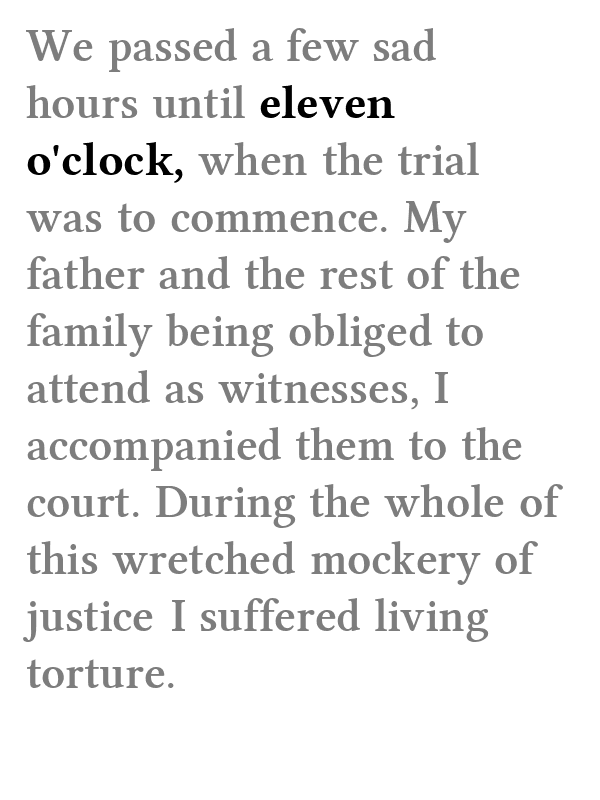 We passed a few sad
hours until eleven
o'clock, when the trial
was to commence. My
father and the rest of the
family being obliged to
attend as witnesses, I
accompanied them to the
court. During the whole of
this wretched mockery of
justice I suffered living
torture.